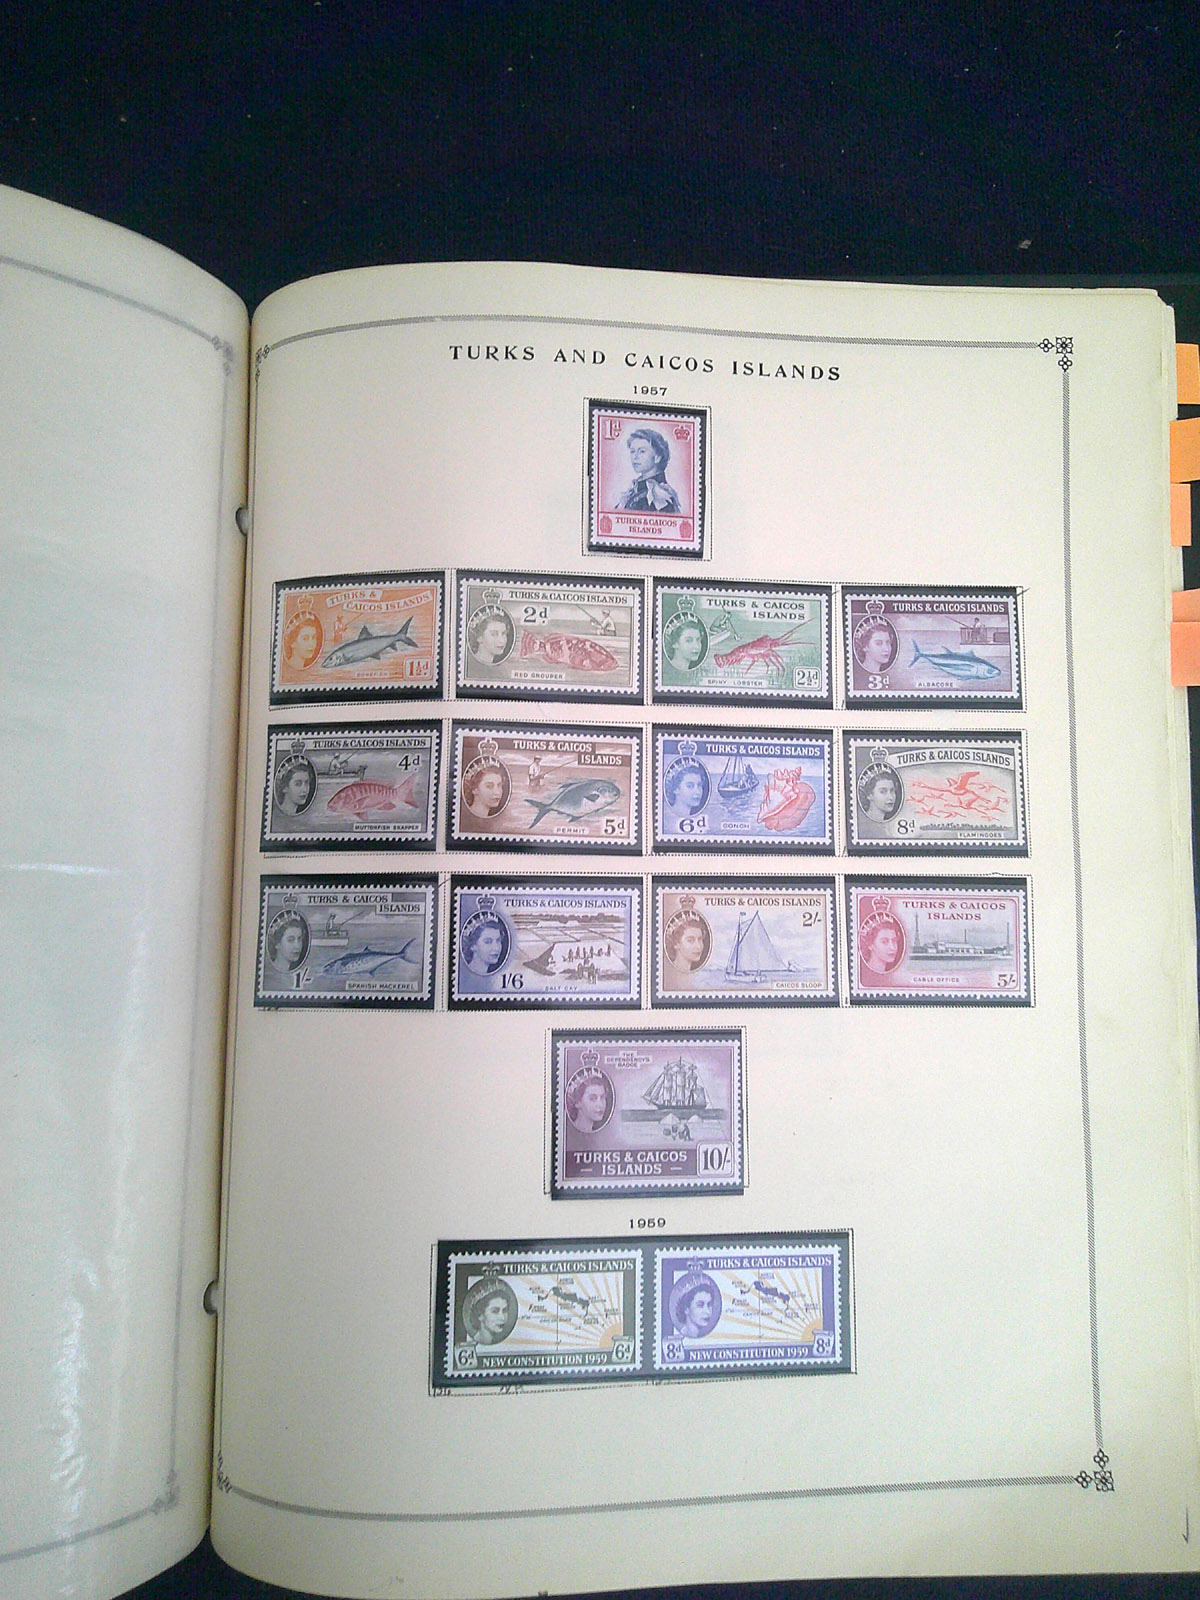 TURKS AND CAICOS ISLANDS
1957
1d
TURKS & CAICOS
ISLANDS
TURKS &
CAICOS ISLANDS
BONEFISH
1½d
TURKS & CAICOS ISLANDS
2d
RED GROUPER
TURKS & CAICOS
ISLANDS
SPINY LOBSTER
2½d
TURKS & CAICOS ISLANDS
3d
ALBACORE
TURKS & CAICOS ISLANDS
4d
MUTTONFISH SNAPPER
TURKS & CAICOS
ISLANDS
PERMIT
5d
TURKS & CAICOS ISLANDS
6d
CONCH
TURKS & CAICOS ISLANDS
8d
FLAMINGOES
TURKS & CAICOS
ISLANDS
1/-
SPANISH MACKEREL
TURKS & CAICOS ISLANDS
1/6
SALT CAY
TURKS & CAICOS ISLANDS
2/-
CAICOS SLOOP
TURKS & CAICOS
ISLANDS
CABLE OFFICE
5/-
THE
DEPENDENCY'S
BADGE
TURKS & CAICOS
— ISLANDS —
10/-
1959
TURKS & CAICOS ISLANDS
6d
6d
NEW CONSTITUTION 1959
TURKS & CAICOS ISLANDS
8d
8d
NEW CONSTITUTION 1959